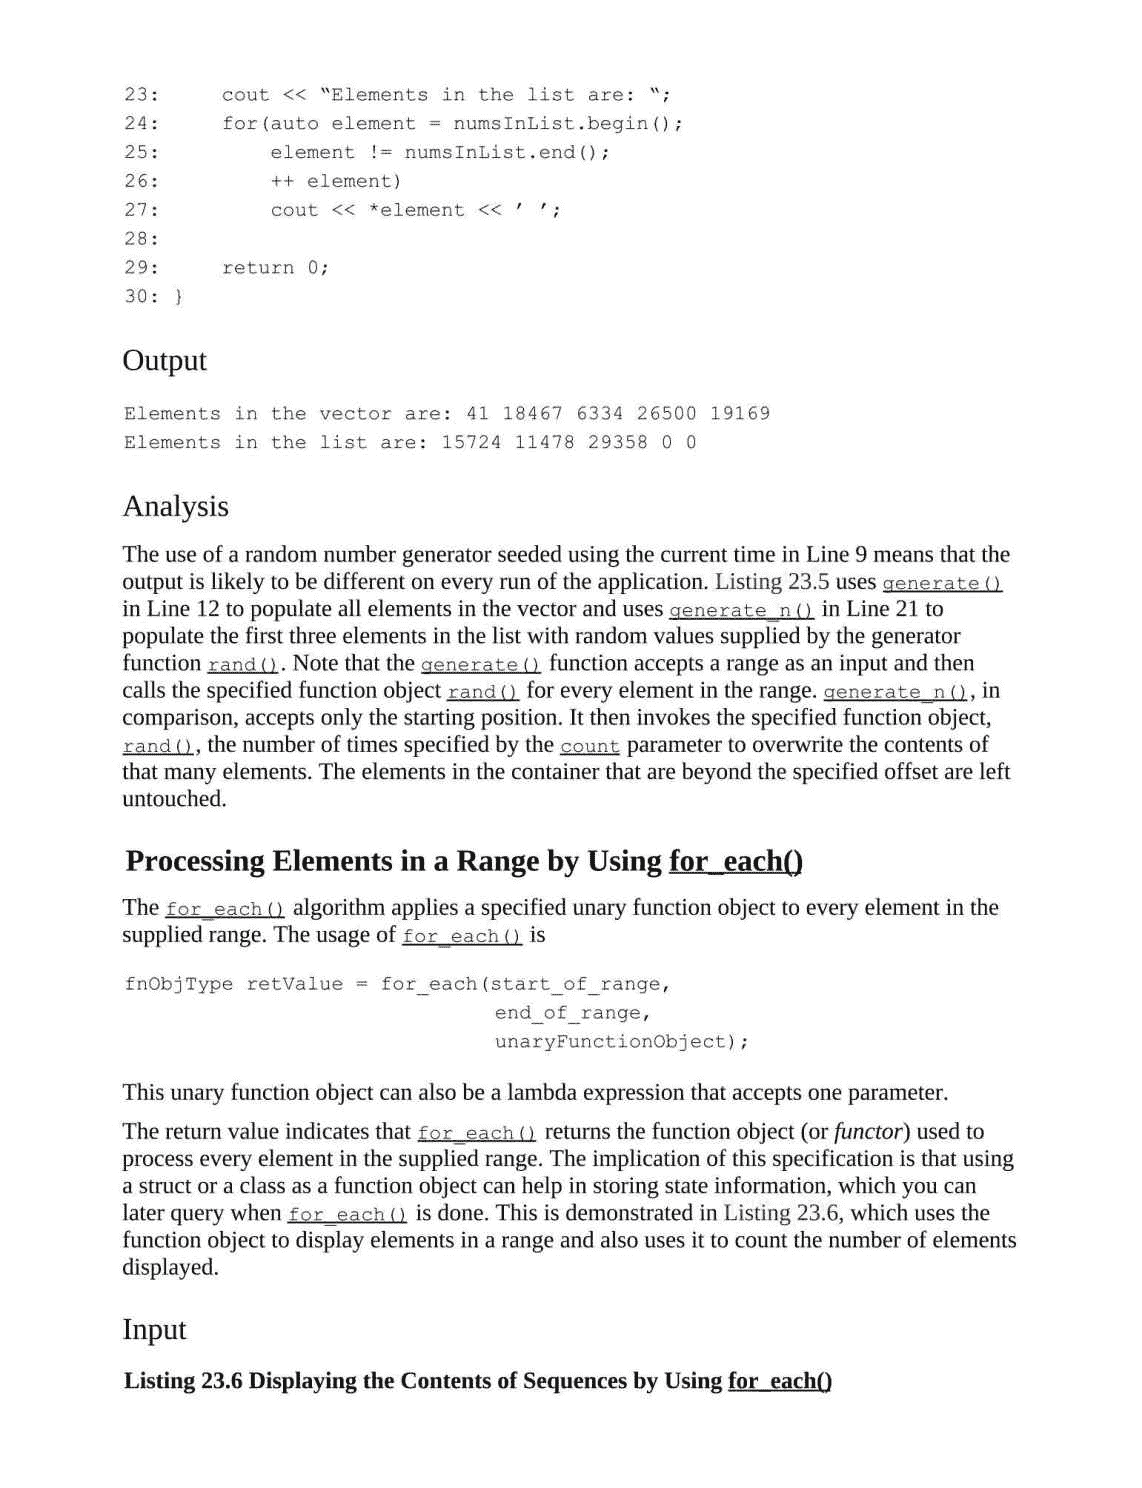 23:     cout << “Elements in the list are: “;
24:     for(auto element = numsInList.begin();
25:         element != numsInList.end();
26:         ++ element)
27:         cout << *element << ’ ’;
28:
29:     return 0;
30: }
Output
Elements in the vector are: 41 18467 6334 26500 19169
Elements in the list are: 15724 11478 29358 0 0
Analysis
The use of a random number generator seeded using the current time in Line 9 means that the
output is likely to be different on every run of the application. Listing 23.5 uses generate()
in Line 12 to populate all elements in the vector and uses generate_n() in Line 21 to
populate the first three elements in the list with random values supplied by the generator
function rand(). Note that the generate() function accepts a range as an input and then
calls the specified function object rand() for every element in the range. generate_n(), in
comparison, accepts only the starting position. It then invokes the specified function object,
rand(), the number of times specified by the count parameter to overwrite the contents of
that many elements. The elements in the container that are beyond the specified offset are left
untouched.
Processing Elements in a Range by Using for_each()
The for_each() algorithm applies a specified unary function object to every element in the
supplied range. The usage of for_each() is
fnObjType retValue = for_each(start_of_range,
                              end_of_range,
                              unaryFunctionObject);
This unary function object can also be a lambda expression that accepts one parameter.
The return value indicates that for_each() returns the function object (or functor) used to
process every element in the supplied range. The implication of this specification is that using
a struct or a class as a function object can help in storing state information, which you can
later query when for_each() is done. This is demonstrated in Listing 23.6, which uses the
function object to display elements in a range and also uses it to count the number of elements
displayed.
Input
Listing 23.6 Displaying the Contents of Sequences by Using for_each()